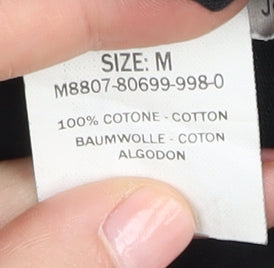 SIZE: M
M8807-80699-998-0
100% COTONE - COTTON
BAUMWOLLE - COTON
ALGODON